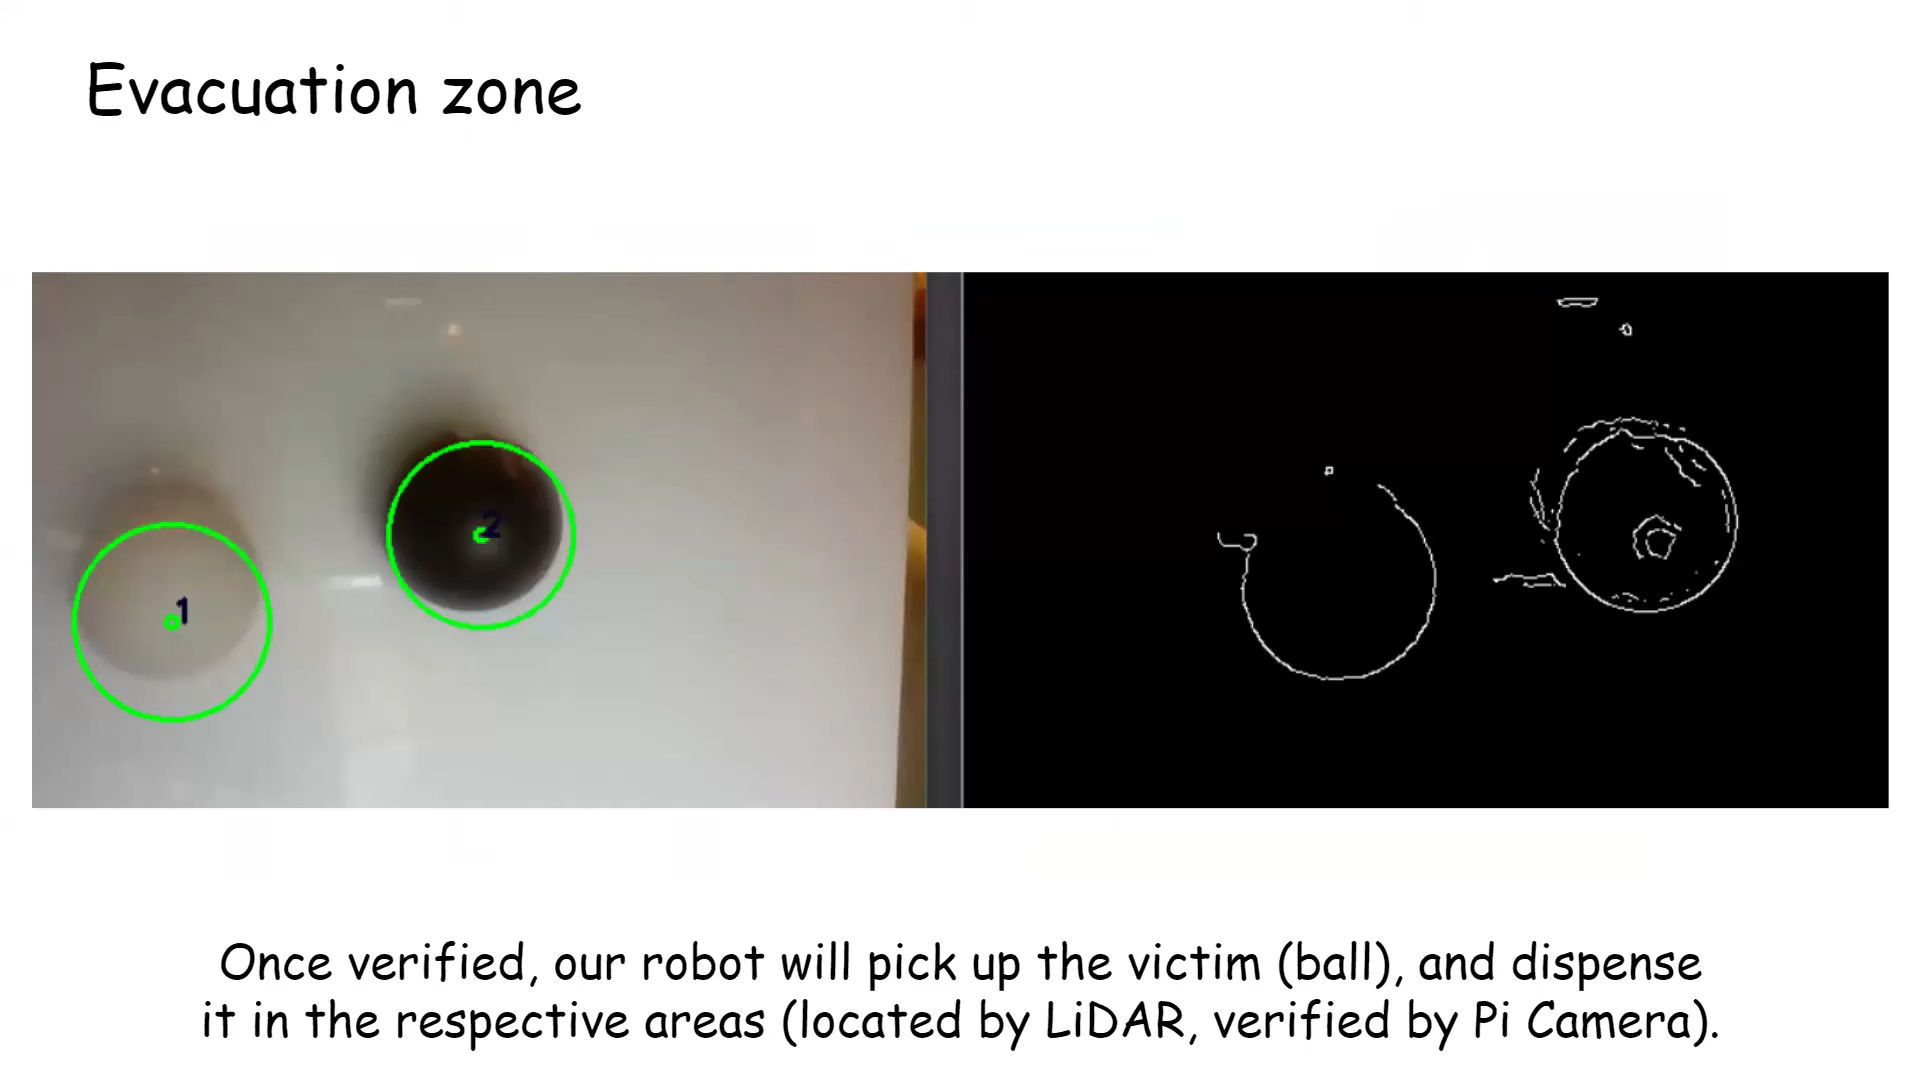 Evacuation zone
1
2
Once verified, our robot will pick up the victim (ball), and dispense
it in the respective areas (located by LiDAR, verified by Pi Camera).